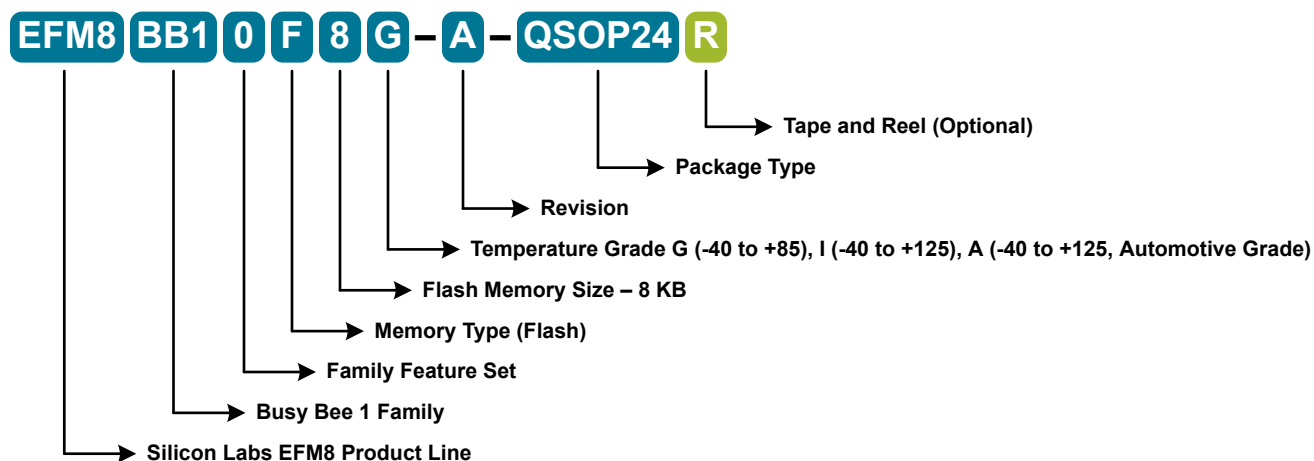 EFM8 BB1 0 F 8 G – A – QSOP24 R
Tape and Reel (Optional)
Package Type
Revision
Temperature Grade G (-40 to +85), I (-40 to +125), A (-40 to +125, Automotive Grade)
Flash Memory Size – 8 KB
Memory Type (Flash)
Family Feature Set
Busy Bee 1 Family
Silicon Labs EFM8 Product Line